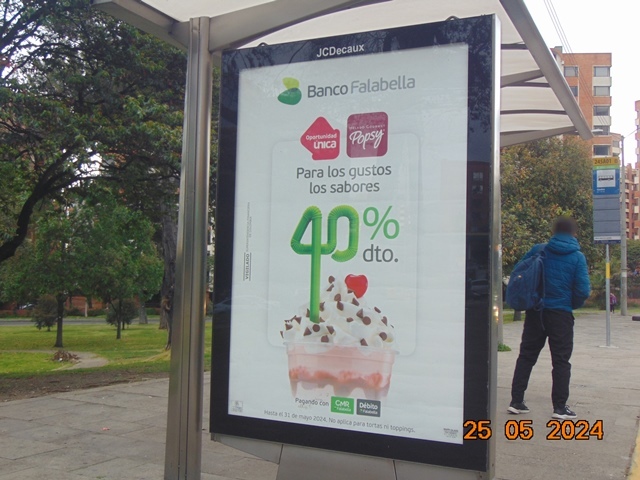 JCDecaux
Banco Falabella
Oportunidad
única
Popsy
Para los gustos
los sabores
40%
dto.
Pagando con
CMR
Débito
Hasta el 31 de mayo 2024. No aplica para tortas ni toppings.
25 05 2024